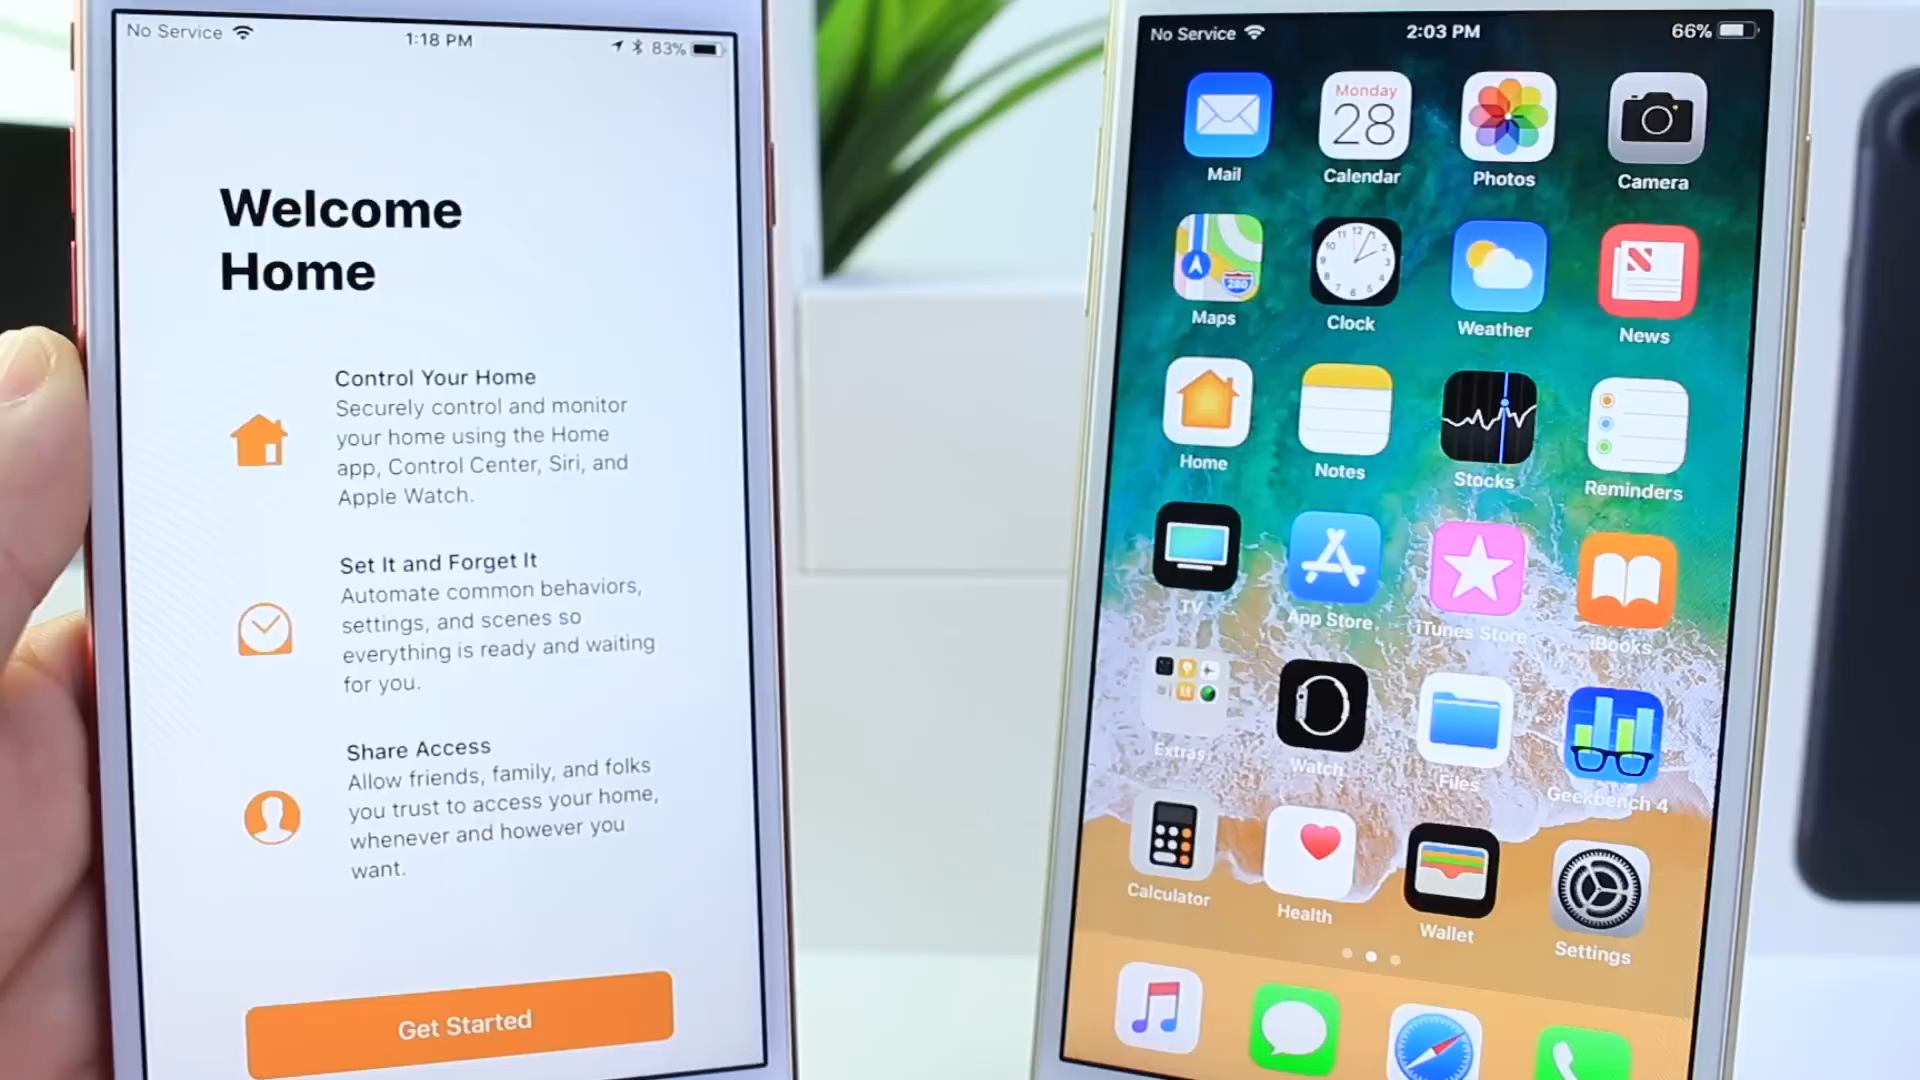 No Service
1:18 PM
83%
Welcome
Home
Control Your Home
Securely control and monitor
your home using the Home
app, Control Center, Siri, and
Apple Watch.
Set It and Forget It
Automate common behaviors,
settings, and scenes so
everything is ready and waiting
for you.
Share Access
Allow friends, family, and folks
you trust to access your home,
whenever and however you
want.
Get Started
No Service
2:03 PM
66%
Monday
28
Mail
Calendar
Photos
Camera
280
Maps
Clock
Weather
News
Home
Notes
Stocks
Reminders
TV
App Store
iTunes Store
iBooks
Extras
Watch
Files
Geekbench 4
Calculator
Health
Wallet
Settings